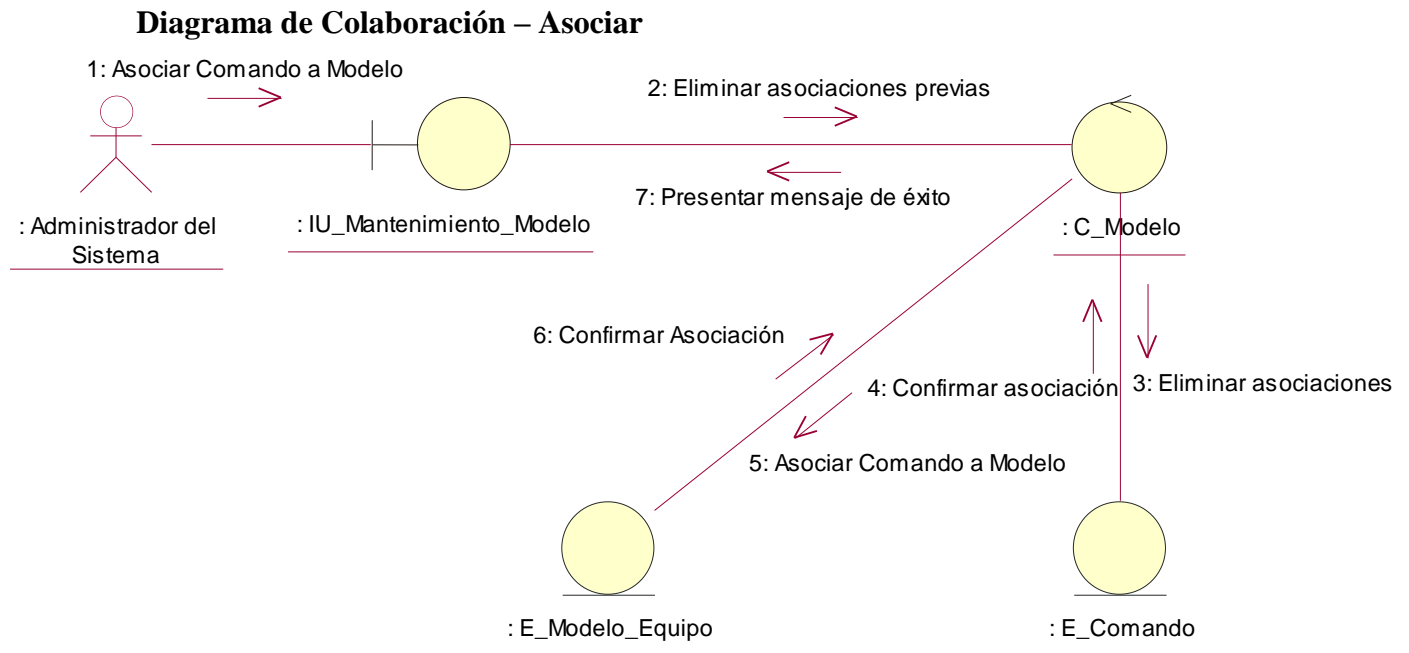 Diagrama de Colaboración – Asociar
1: Asociar Comando a Modelo
2: Eliminar asociaciones previas
7: Presentar mensaje de éxito
: Administrador del
Sistema
: IU_Mantenimiento_Modelo
: C_Modelo
6: Confirmar Asociación
4: Confirmar asociación
3: Eliminar asociaciones
5: Asociar Comando a Modelo
: E_Modelo_Equipo
: E_Comando